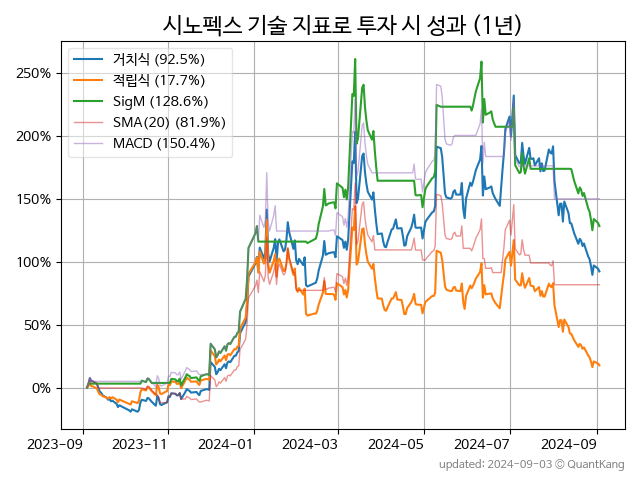 시노펙스 기술 지표로 투자 시 성과 (1년)
거치식 (92.5%)
적립식 (17.7%)
SigM (128.6%)
SMA(20) (81.9%)
MACD (150.4%)
250%
200%
150%
100%
50%
0%
2023-09 2023-11 2024-01 2024-03 2024-05 2024-07 2024-09
updated: 2024-09-03 © QuantKang